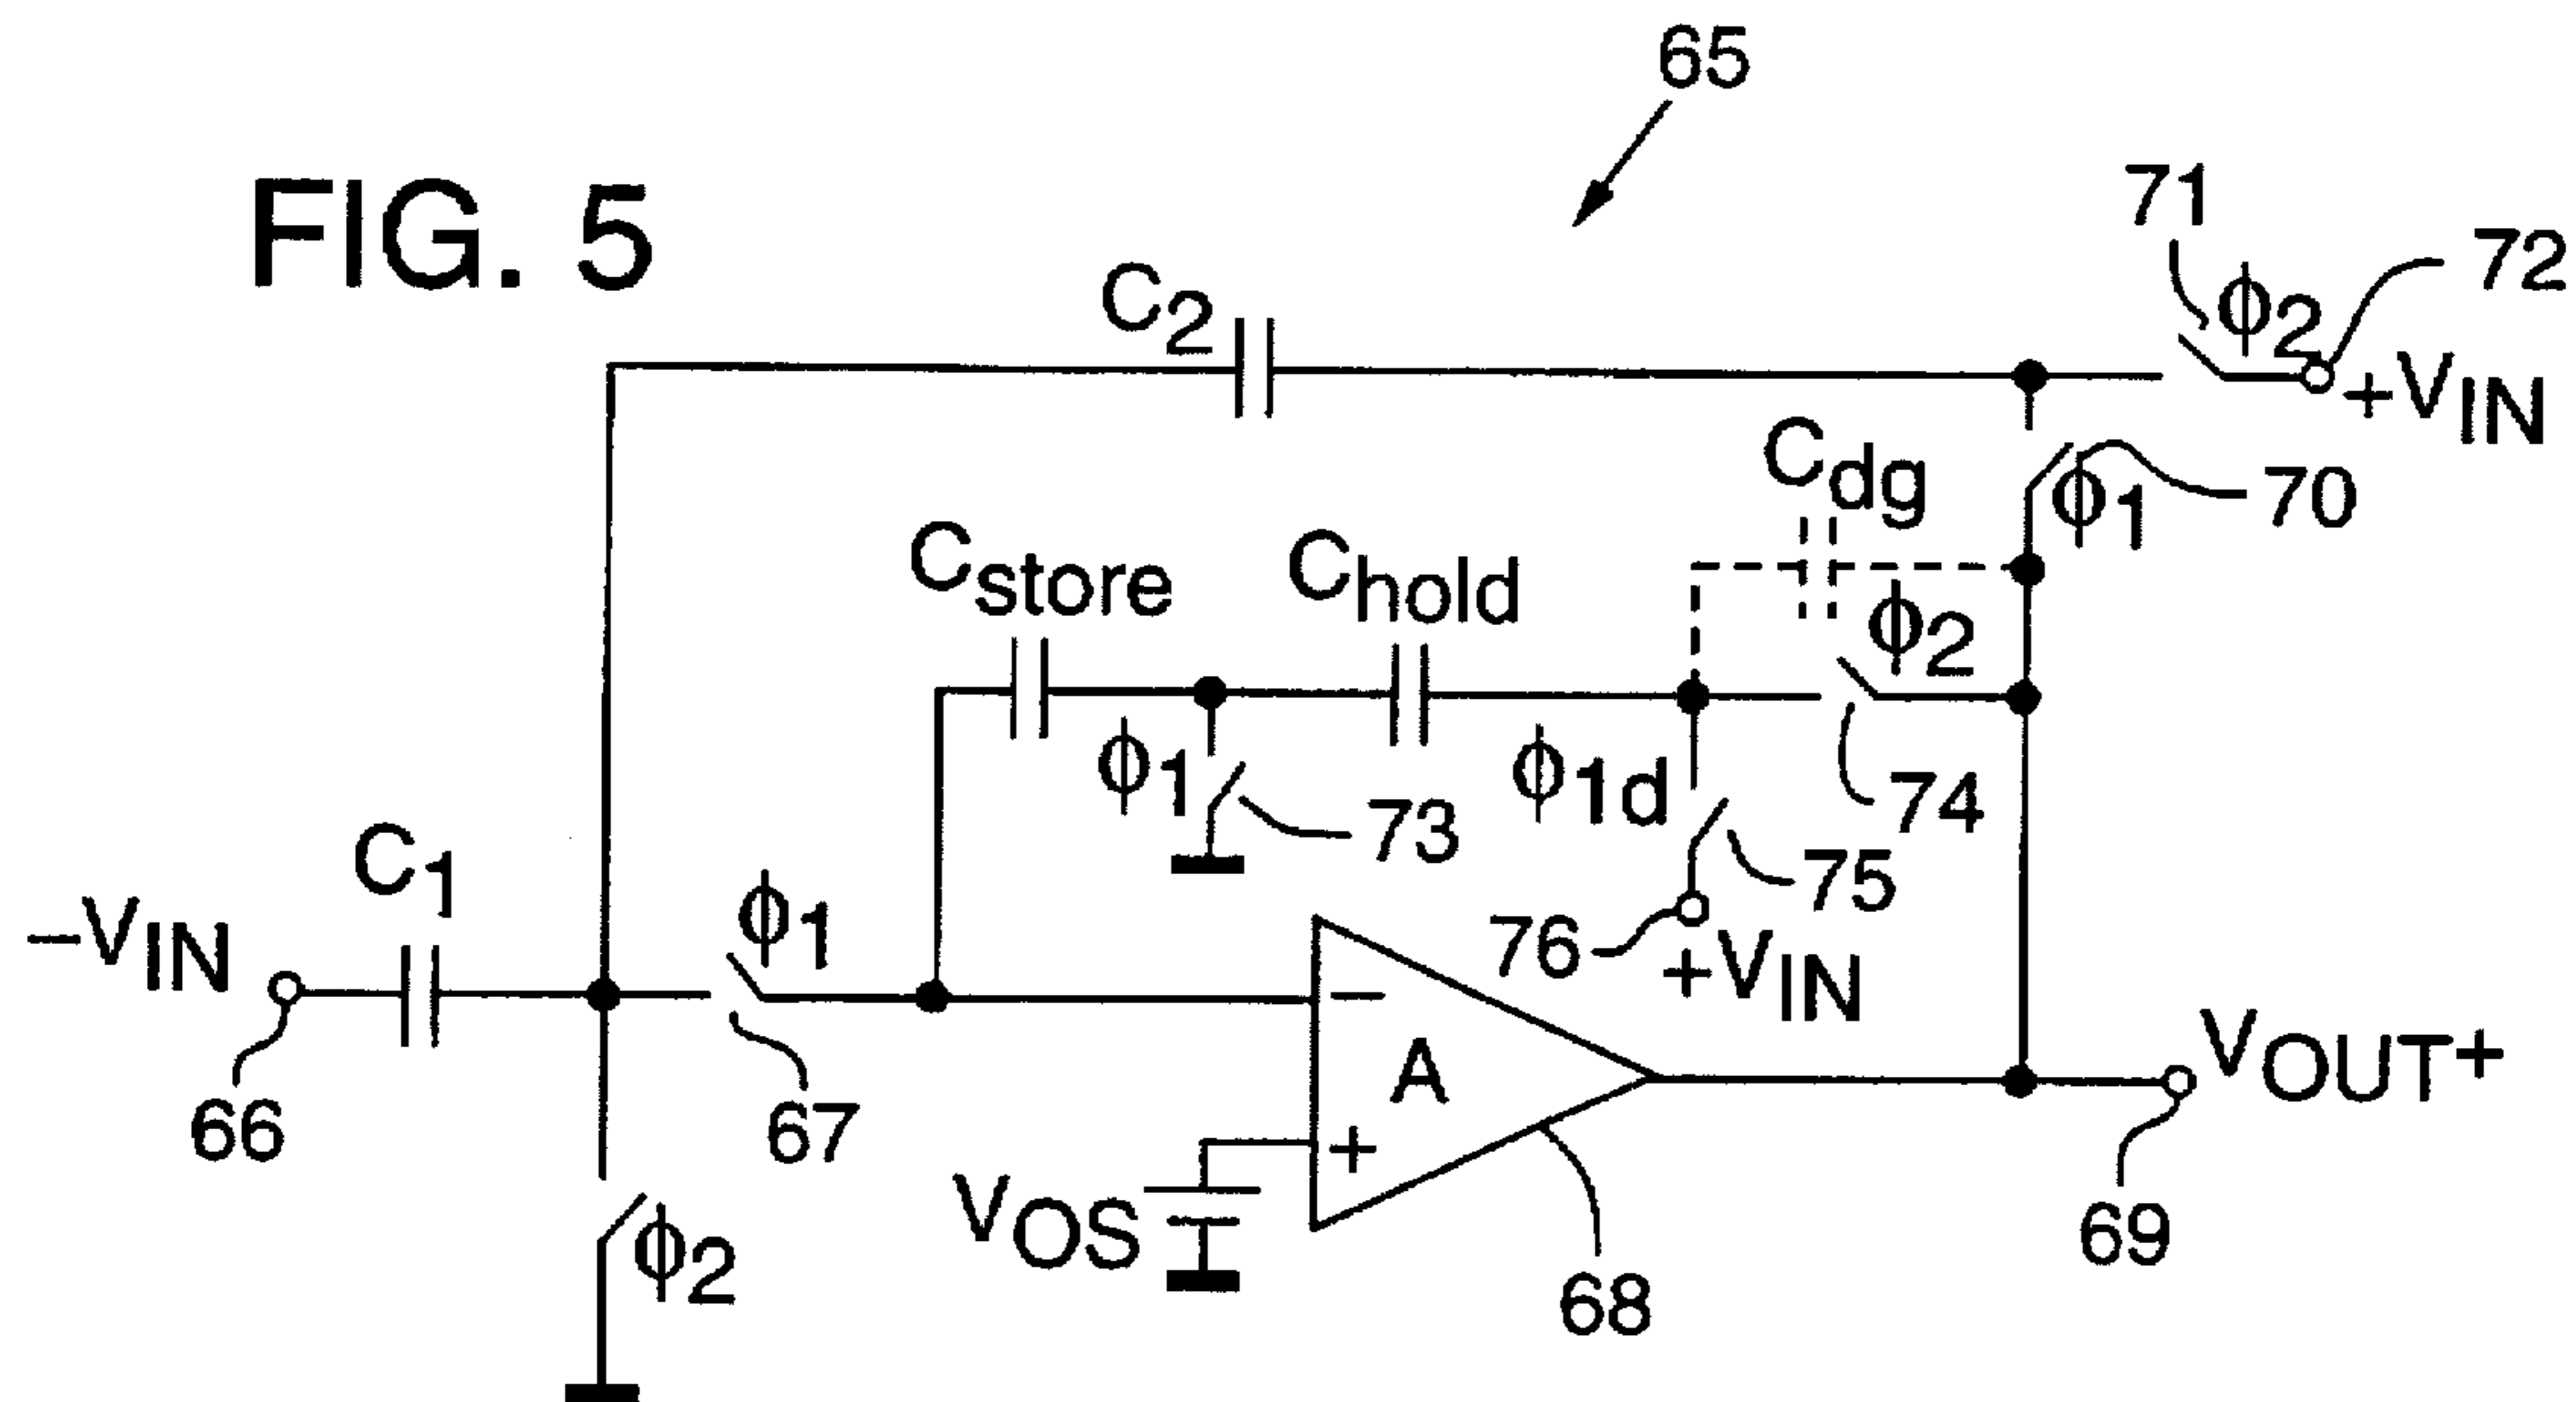 65
FIG. 5
71
ϕ2
72
C2
+VIN
Cdg
ϕ1
70
Cstore
Chold
ϕ2
ϕ1
73
ϕ1d
74
75
C1
–VIN
ϕ1
76
+VIN
–
A
VOUT+
66
67
+
VOS
ϕ2
68
69